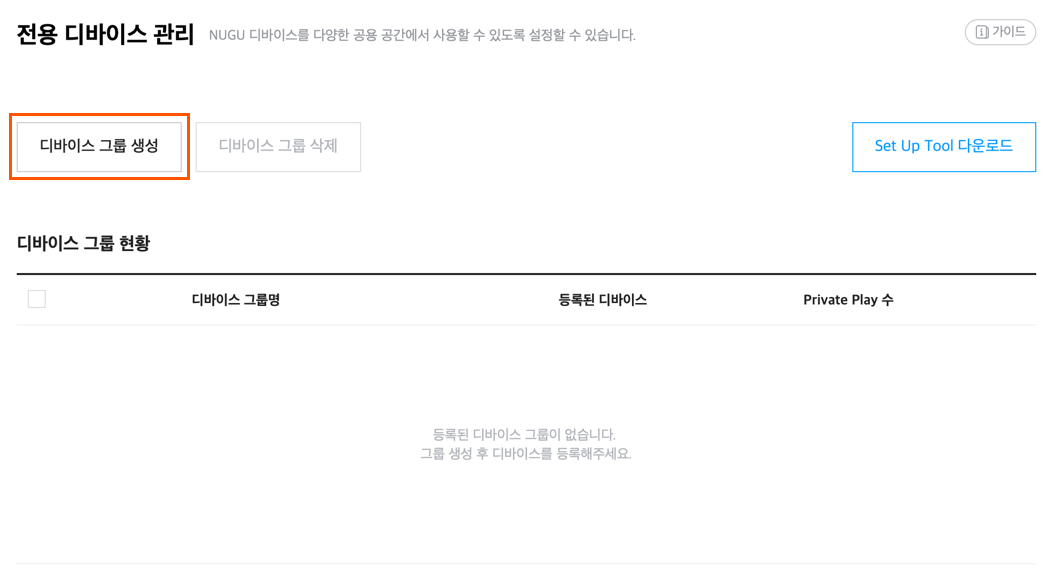 전용 디바이스 관리
NUGU 디바이스를 다양한 공용 공간에서 사용할 수 있도록 설정할 수 있습니다.
가이드
디바이스 그룹 생성
디바이스 그룹 삭제
Set Up Tool 다운로드
디바이스 그룹 현황
디바이스 그룹명
등록된 디바이스
Private Play 수
등록된 디바이스 그룹이 없습니다.
그룹 생성 후 디바이스를 등록해주세요.